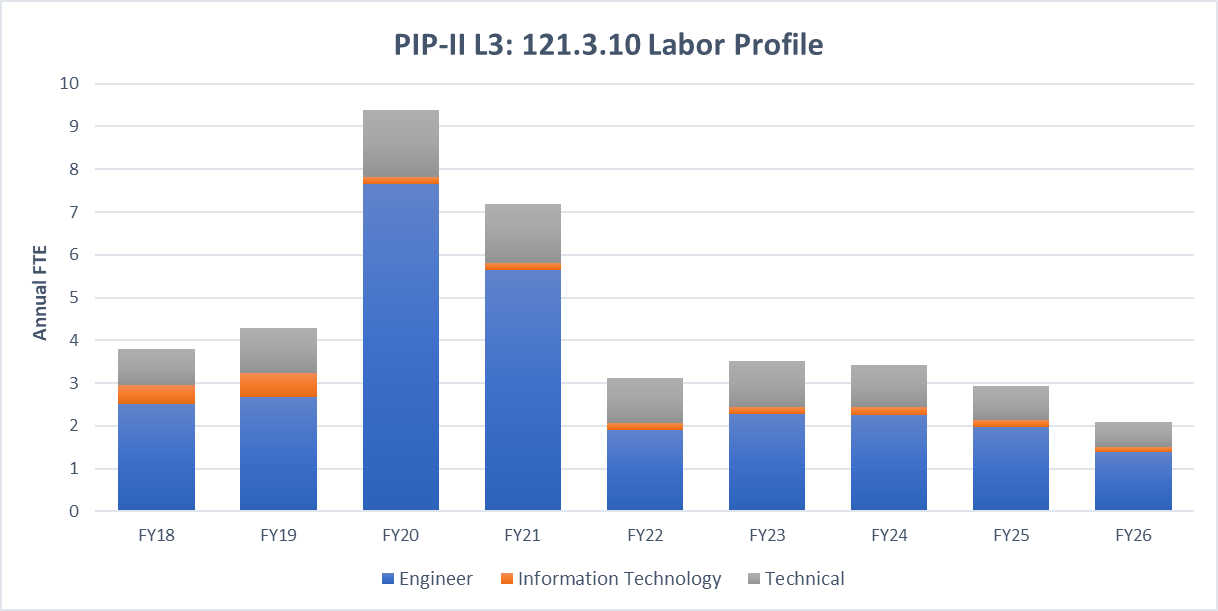 PIP-II L3: 121.3.10 Labor Profile
10
9
8
7
6
5
4
3
2
1
0
Annual FTE
FY18 FY19 FY20 FY21 FY22 FY23 FY24 FY25 FY26
Engineer Information Technology Technical